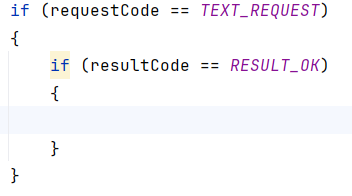 if (requestCode == TEXT_REQUEST)
{
    if (resultCode == RESULT_OK)
    {
    }
}